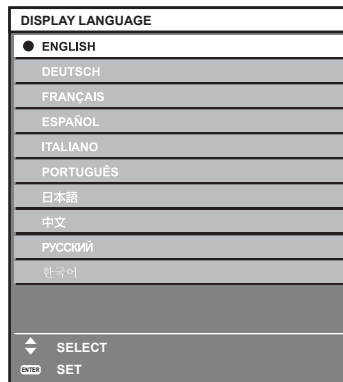 DISPLAY LANGUAGE
ENGLISH
DEUTSCH
FRANÇAIS
ESPAÑOL
ITALIANO
PORTUGUÊS
日本語
中文
РУССКИЙ
한국어
SELECT
ENTER SET